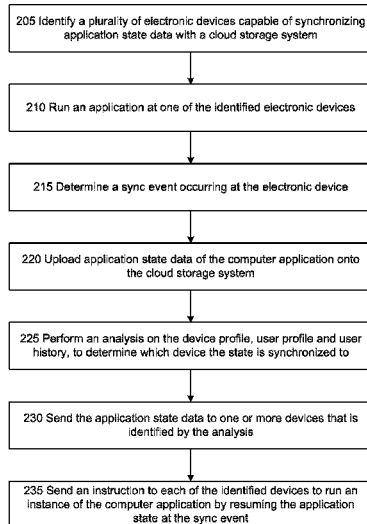 205 Identify a plurality of electronic devices capable of synchronizing
application state data with a cloud storage system
210 Run an application at one of the identified electronic devices
215 Determine a sync event occurring at the electronic device
220 Upload application state data of the computer application onto
the cloud storage system
225 Perform an analysis on the device profile, user profile and user
history, to determine which device the state is synchronized to
230 Send the application state data to one or more devices that is
identified by the analysis
235 Send an instruction to each of the identified devices to run an
instance of the computer application by resuming the application
state at the sync event